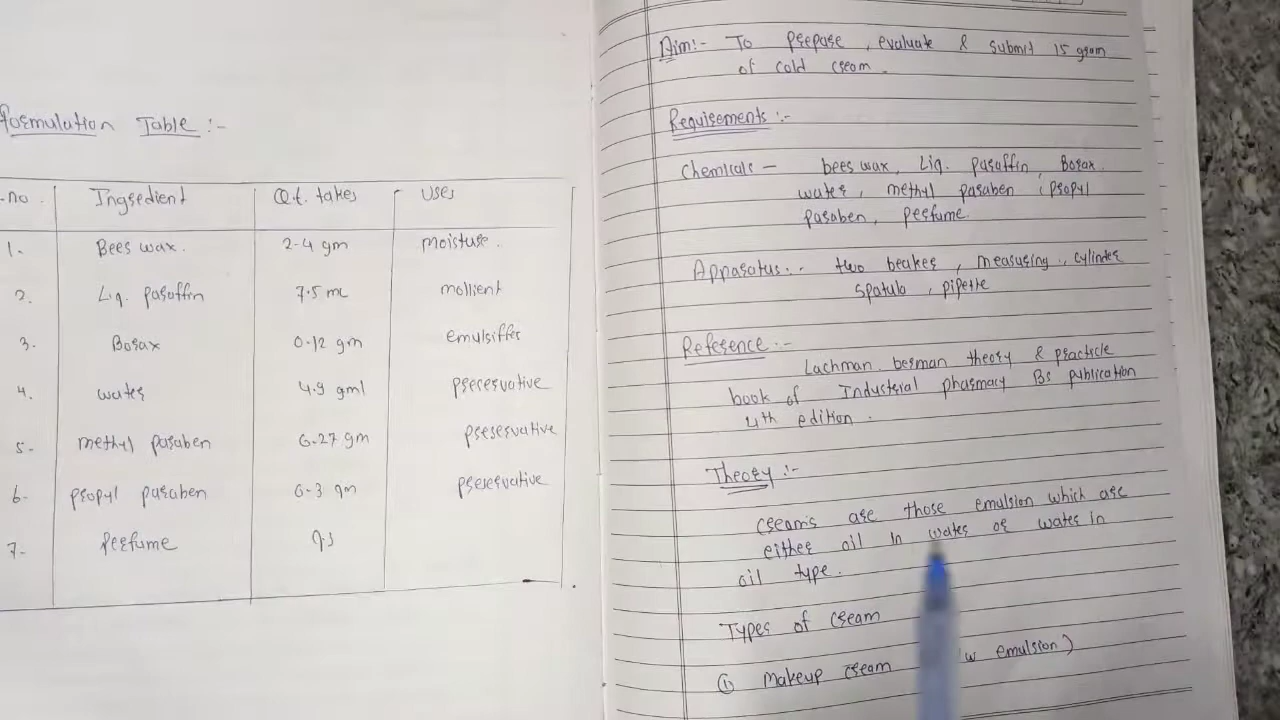 Formulation Table :-
S.no. Ingredient Qt. taken Uses
1. Bees wax. 2.4 gm moisture.
2. Liq. paraffin 7.5 ml mollient
3. Borax 0.12 gm emulsiffer
4. water 4.9 gml preservative
5. methyl paraben 0.27 gm preservative
6. propyl paraben 0.3 gm preservative
7. Perfume q.s
Aim:- To prepare, evaluate & submit 15 gram
of cold cream.
Requirements :-
Chemicals - bees wax, Liq. paraffin, Borax.
water, methyl paraben, propyl
paraben, perfume
Apparatus.. two beaker, measuring, cylinder
spatula, pipette
Reference :-
Lachman. berman theory & practicle
book of Industrial pharmacy Bs publication
4th edition.
Theory :-
Cream's are those emulsion which are
either oil in water or water in
oil type.
Types of cream
① Makeup cream w emulsion)